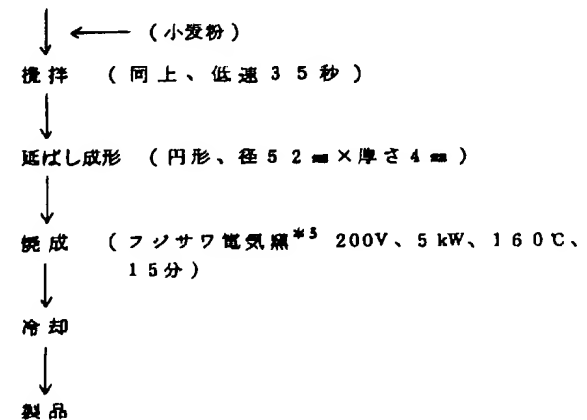 (小麦粉)
攪拌 (同上、低速35秒)
延ばし成形 (円形、径52㎜×厚さ4㎜)
焼成 (フジサワ電気窯*3 200V、5kW、160℃、
15分)
冷却
製品